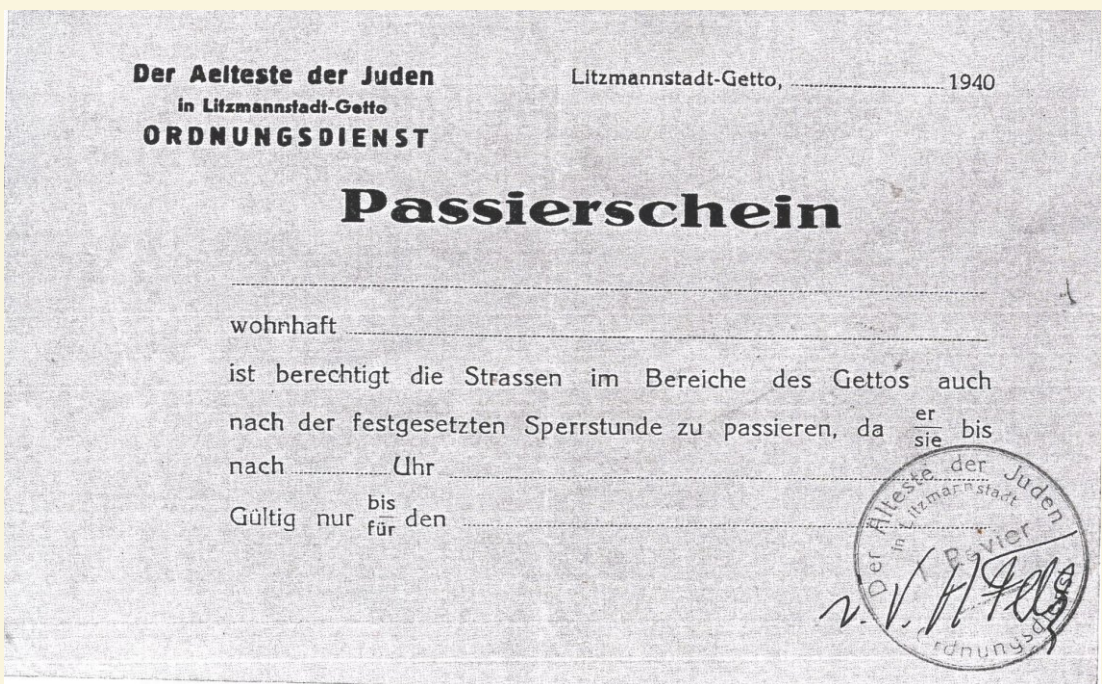 Der Aelteste der Juden
in Litzmannstadt-Getto
ORDNUNGSDIENST
Litzmannstadt-Getto, ........................ 1940
Passierschein
wohnhaft
ist berechtigt die Strassen im Bereiche des Gettos auch
nach der festgesetzten Sperrstunde zu passieren, da er/sie bis
nach ................ Uhr
Gültig nur bis/für den
Der Älteste der Juden
in Litzmannstadt
Revier
Ordnungsdienst